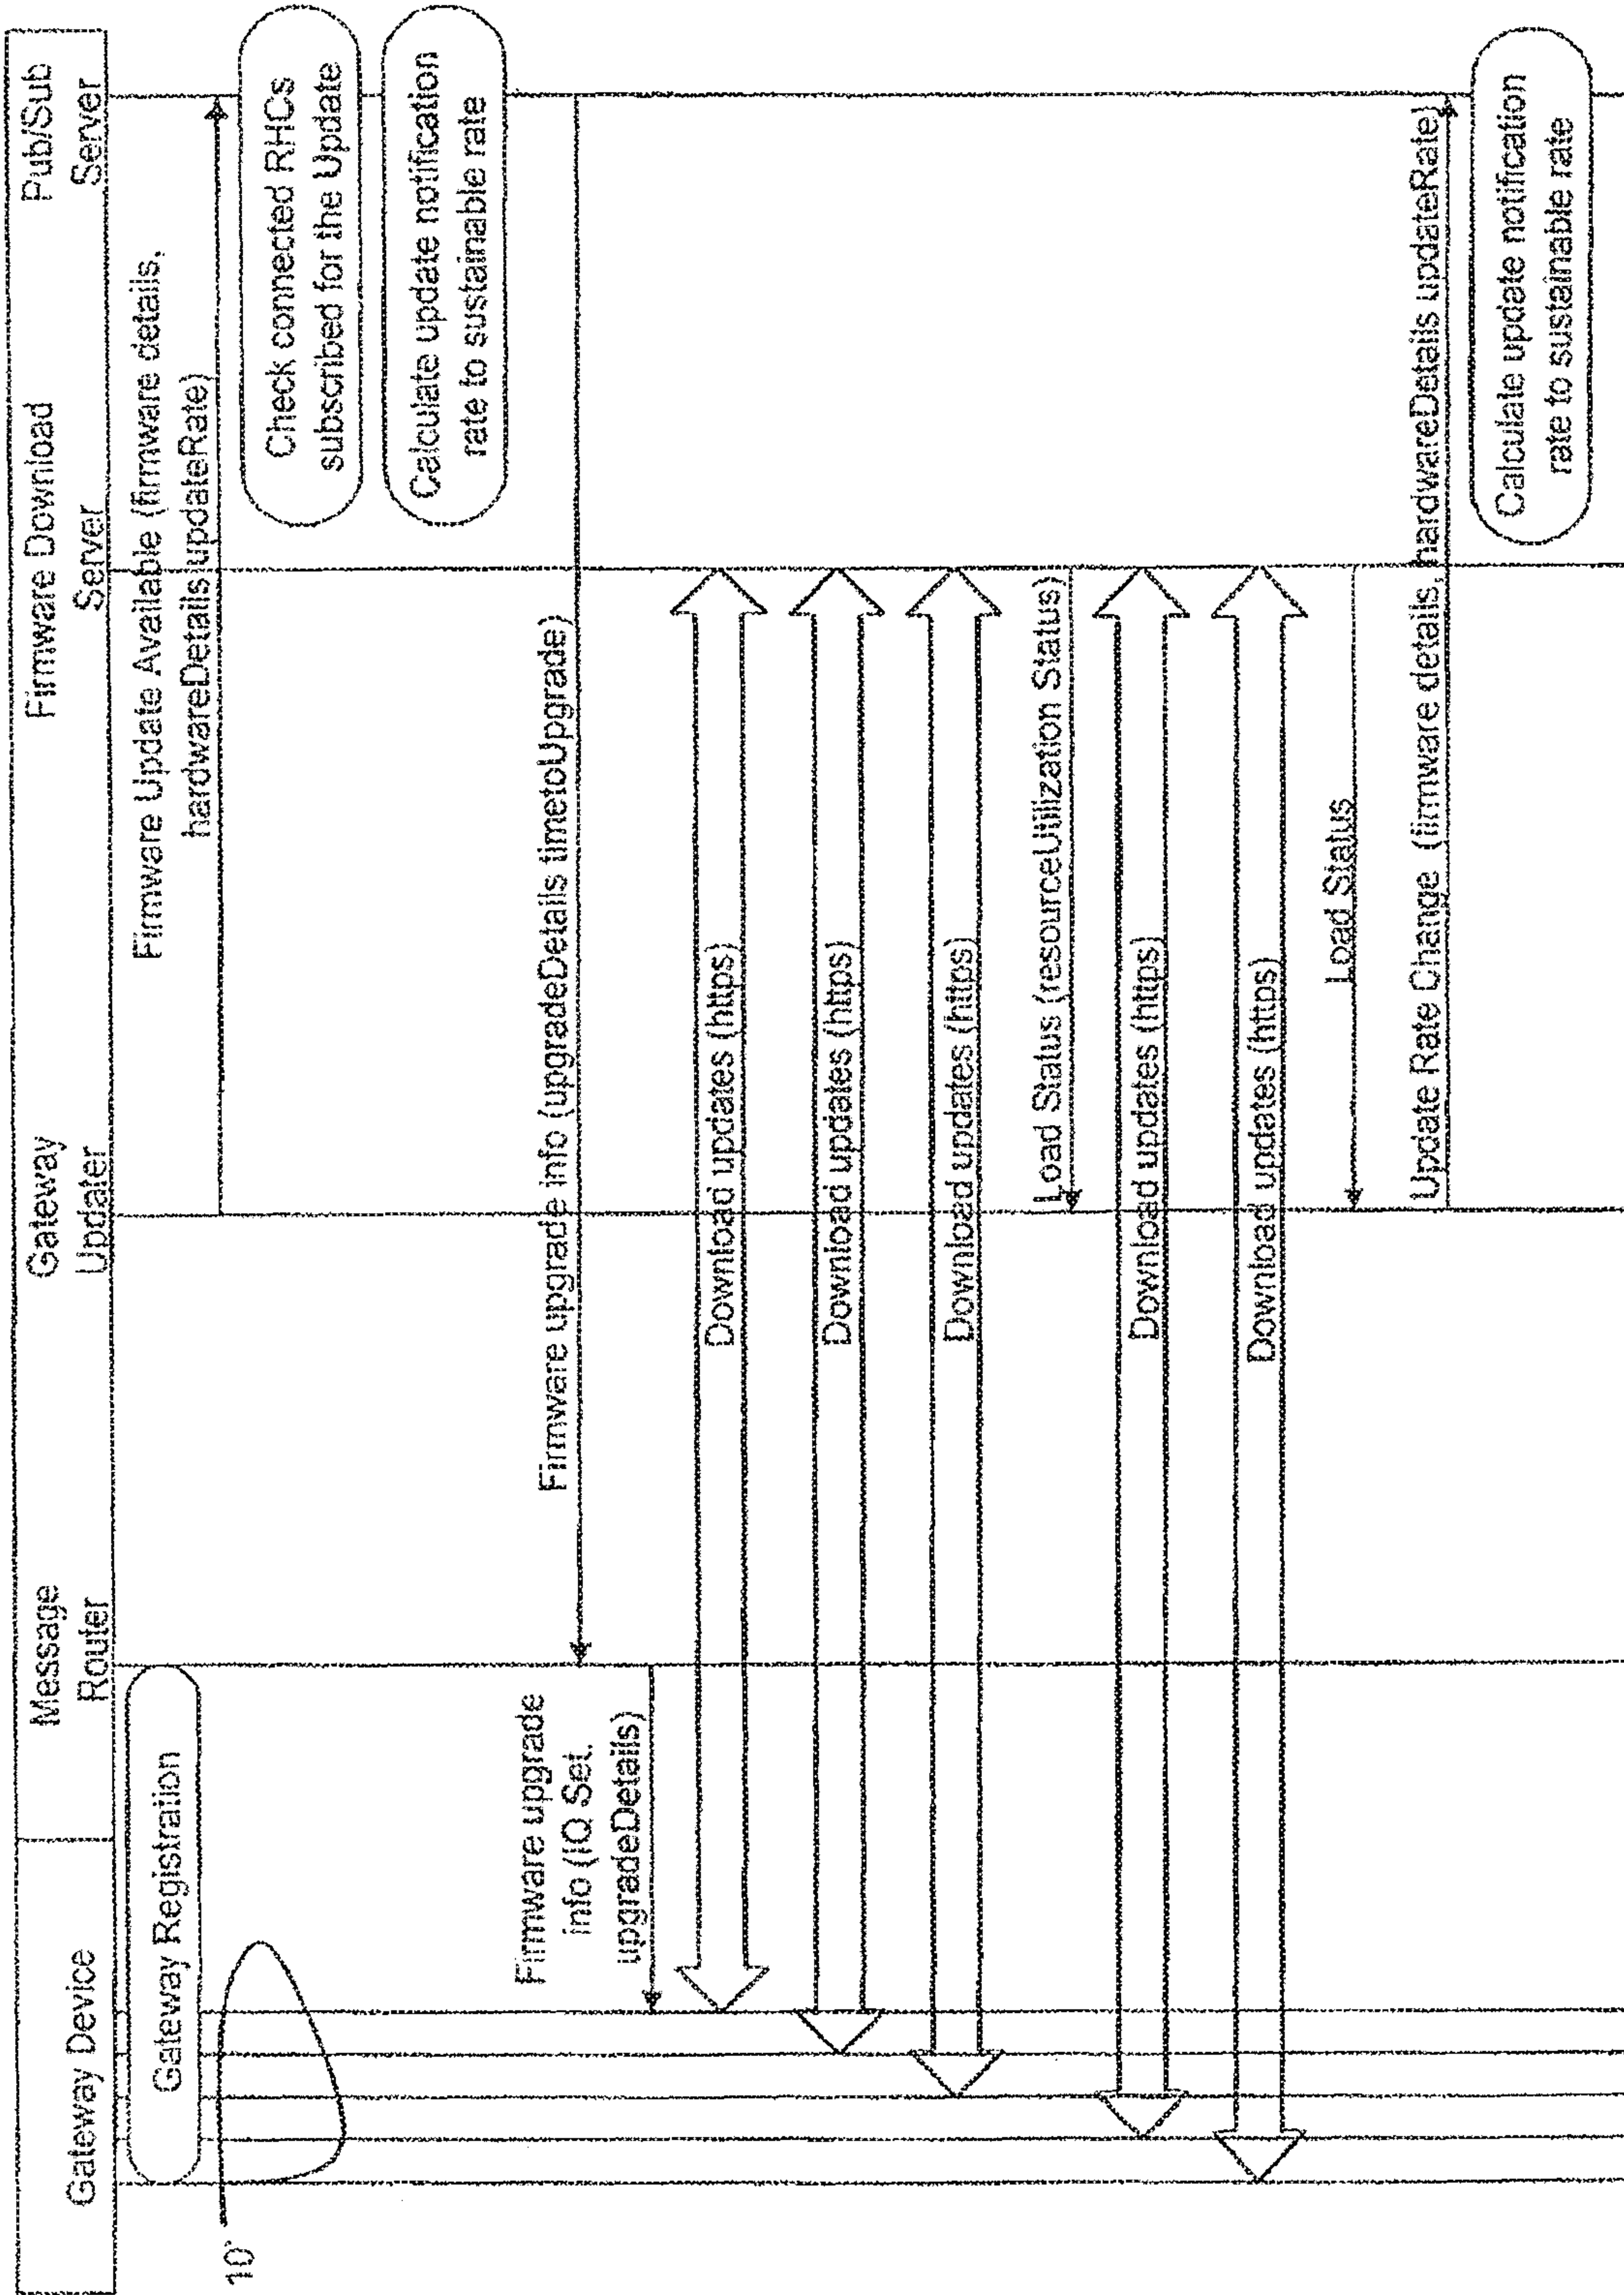 Gateway Device
Message
Router
Gateway
Updater
Firmware Download
Server
Pub/Sub
Server
Gateway Registration
10
Firmware Update Available (firmware details,
hardwareDetails updateRate)
Check connected RHCs
subscribed for the Update
Calculate update notification
rate to sustainable rate
Firmware upgrade info (upgradeDetails timetoUpgrade)
Firmware upgrade
info (IQ Set.
upgradeDetails)
Download updates (https)
Download updates (https)
Download updates (https)
Load Status (resourceUtilization Status)
Download updates (https)
Download updates (https)
Load Status
Update Rate Change (firmware details, hardwareDetails updateRate)
Calculate update notification
rate to sustainable rate